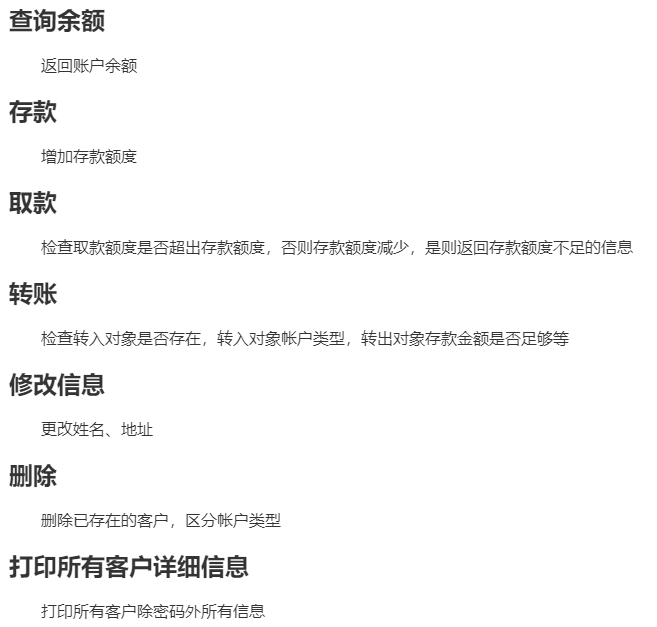 查询余额
返回账户余额
存款
增加存款额度
取款
检查取款额度是否超出存款额度，否则存款额度减少，是则返回存款额度不足的信息
转账
检查转入对象是否存在，转入对象帐户类型，转出对象存款金额是否足够等
修改信息
更改姓名、地址
删除
删除已存在的客户，区分帐户类型
打印所有客户详细信息
打印所有客户除密码外所有信息